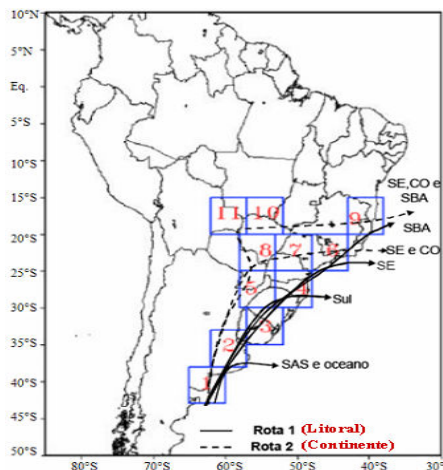 10°N
5°N
Eq.
5°S
10°S
15°S
20°S
25°S
30°S
35°S
40°S
45°S
50°S
80°S
70°S
60°S
50°S
40°S
30°S
SE,CO e
SBA
SBA
SE e CO
SE
Sul
SAS e oceano
11
10
9
8
7
6
5
4
3
2
1
Rota 1 (Litoral)
Rota 2 (Continente)